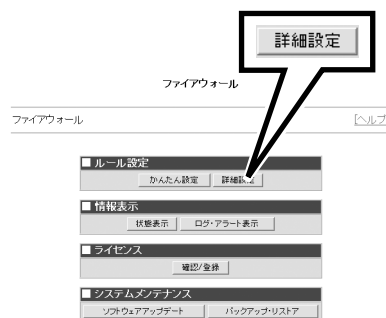 詳細設定
ファイアウォール
ファイアウォール [ヘルプ
■ ルール設定
かんたん設定 詳細設定
■ 情報表示
状態表示 ログ・アラート表示
■ ライセンス
確認/登録
■ システムメンテナンス
ソフトウェアアップデート バックアップ・リストア